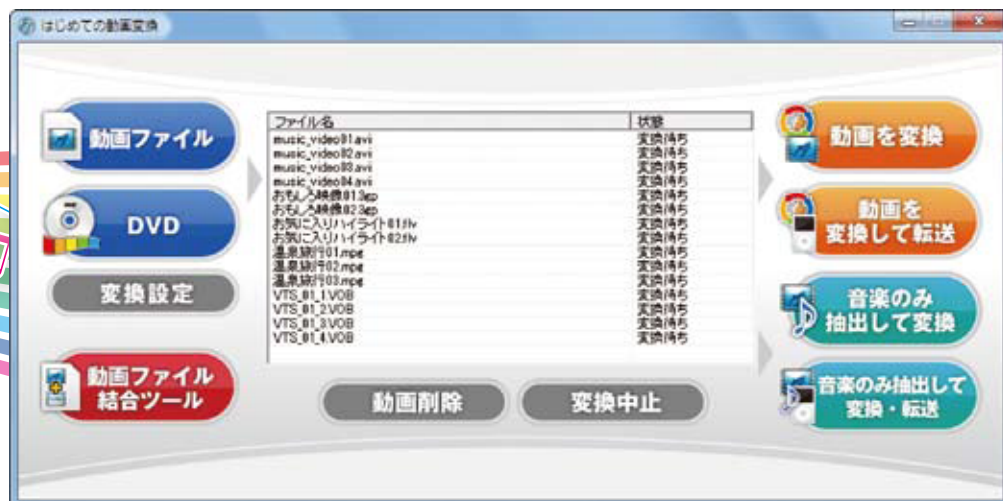 はじめての動画変換
動画ファイル
DVD
変換設定
動画ファイル
結合ツール
ファイル名 状態
music_video01.avi 変換待ち
music_video02.avi 変換待ち
music_video03.avi 変換待ち
music_video04.avi 変換待ち
おもしろ映像01.3gp 変換待ち
おもしろ映像02.3gp 変換待ち
お気に入りハイライト01.flv 変換待ち
お気に入りハイライト02.flv 変換待ち
温泉旅行01.mpg 変換待ち
温泉旅行02.mpg 変換待ち
温泉旅行03.mpg 変換待ち
VTS_01_1.VOB 変換待ち
VTS_01_2.VOB 変換待ち
VTS_01_3.VOB 変換待ち
VTS_01_4.VOB 変換待ち
動画削除
変換中止
動画を変換
動画を
変換して転送
音楽のみ
抽出して変換
音楽のみ抽出して
変換・転送